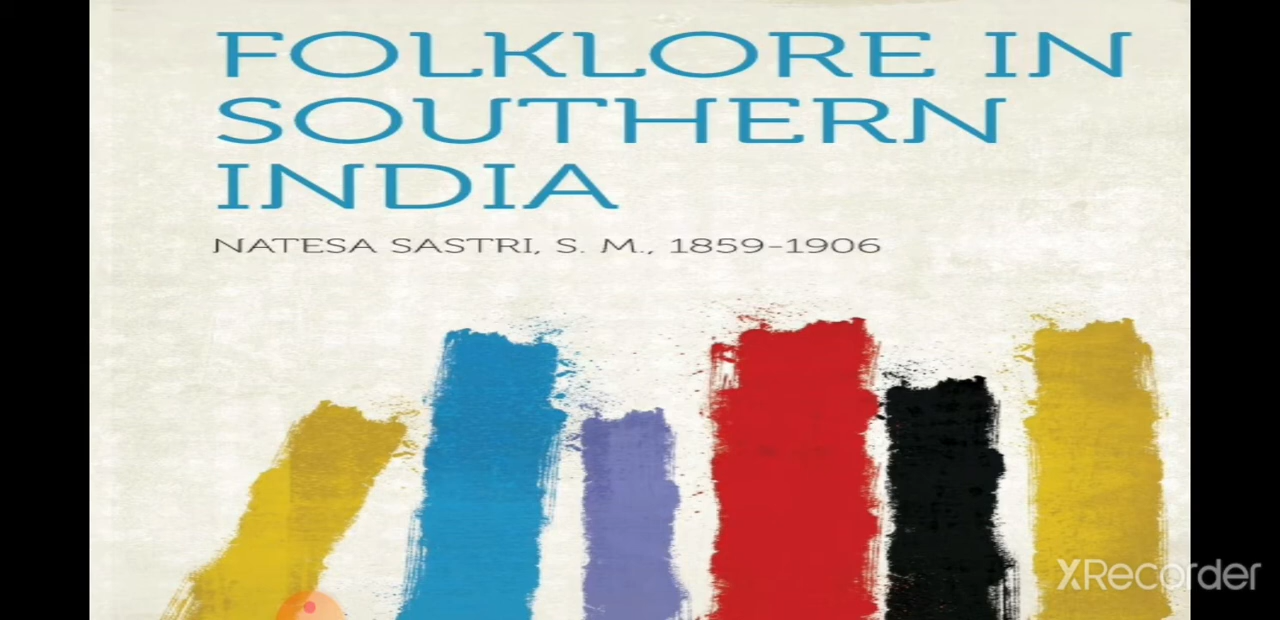 FOLKLORE IN
SOUTHERN
INDIA
NATESA SASTRI, S. M., 1859-1906
XRecorder